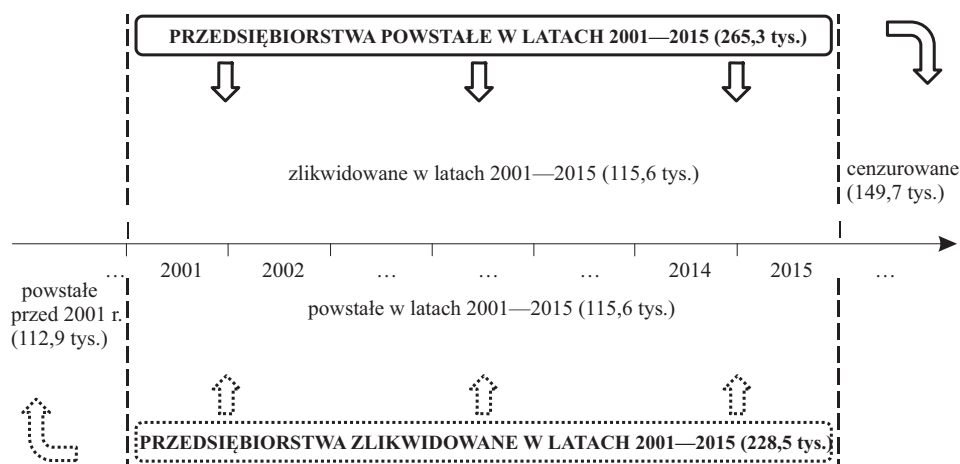 PRZEDSIĘBIORSTWA POWSTAŁE W LATACH 2001—2015 (265,3 tys.)
zlikwidowane w latach 2001—2015 (115,6 tys.)
cenzurowane
(149,7 tys.)
… 2001 2002 … … … 2014 2015 …
powstałe
przed 2001 r.
(112,9 tys.)
powstałe w latach 2001—2015 (115,6 tys.)
PRZEDSIĘBIORSTWA ZLIKWIDOWANE W LATACH 2001—2015 (228,5 tys.)